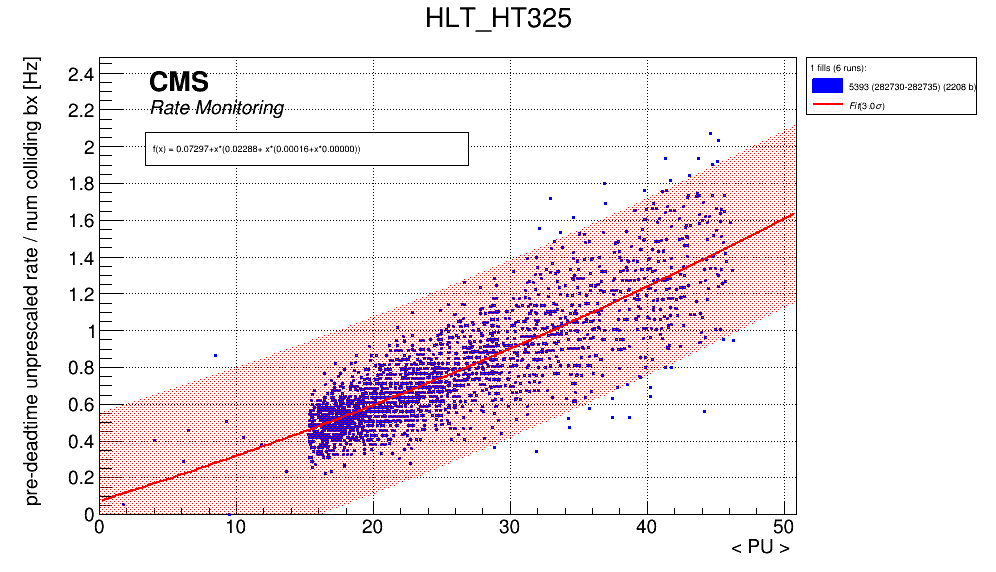 HLT_HT325
pre-deadtime unprescaled rate / num colliding bx [Hz]
2.4
2.2
2
1.8
1.6
1.4
1.2
1
0.8
0.6
0.4
0.2
0
CMS
Rate Monitoring
f(x) = 0.07297+x*(0.02288+ x*(0.00016+x*0.00000))
0 10 20 30 40 50
< PU >
1 fills (6 runs):
5393 (282730-282735) (2208 b)
Fit(3.0σ)